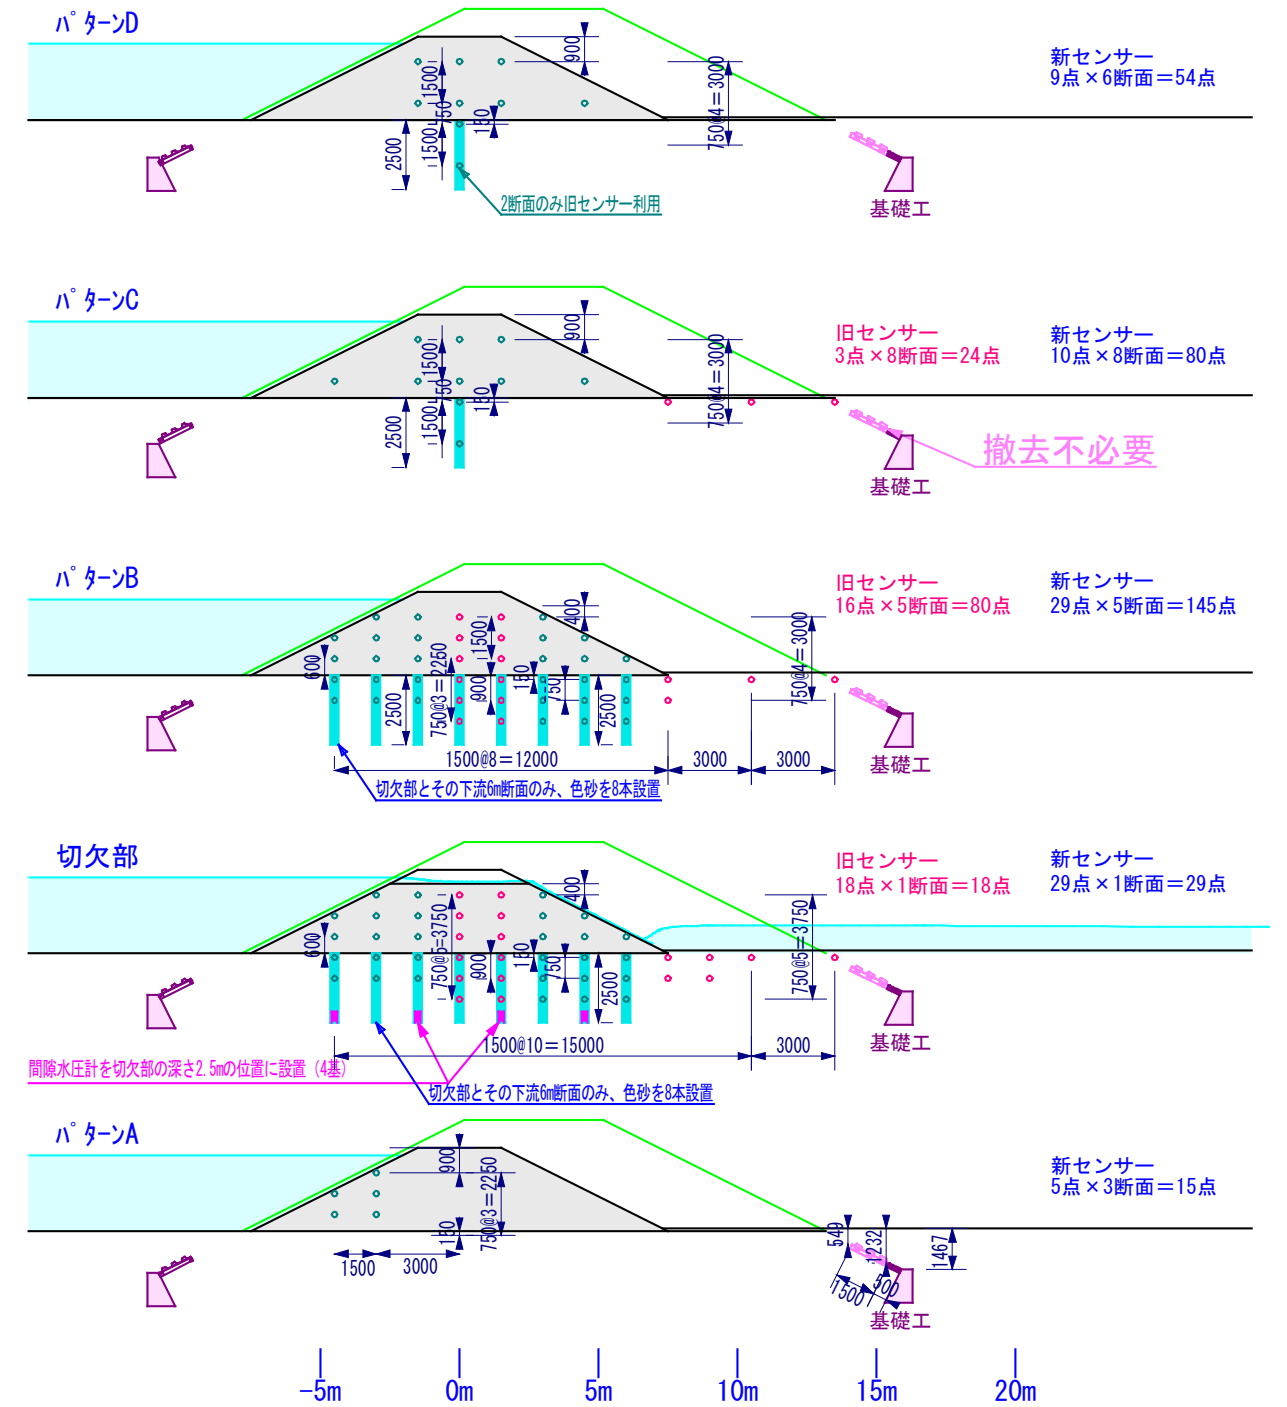 パターンD
新センサー
9点×6断面＝54点
900
1500
750
150
1500
2500
750@4＝3000
2断面のみ旧センサー利用
基礎工
パターンC
旧センサー
3点×8断面＝24点
新センサー
10点×8断面＝80点
900
1500
750
150
1500
2500
750@4＝3000
撤去不必要
基礎工
パターンB
旧センサー
16点×5断面＝80点
新センサー
29点×5断面＝145点
400
1500
600
750@3＝2250
900
150
750
2500
2500
750@4＝3000
1500@8＝12000
3000
3000
切欠部とその下流6m断面のみ、色砂を8本設置
基礎工
切欠部
旧センサー
18点×1断面＝18点
新センサー
29点×1断面＝29点
400
600
750@5=3750
900
150
750
2500
750@5＝3750
1500@10＝15000
3000
間隙水圧計を切欠部の深さ2.5mの位置に設置（4基）
切欠部とその下流6m断面のみ、色砂を8本設置
基礎工
パターンA
新センサー
5点×3断面＝15点
900
750@3＝2250
150
1500
3000
549
1232
1467
1500
500
基礎工
-5m
0m
5m
10m
15m
20m